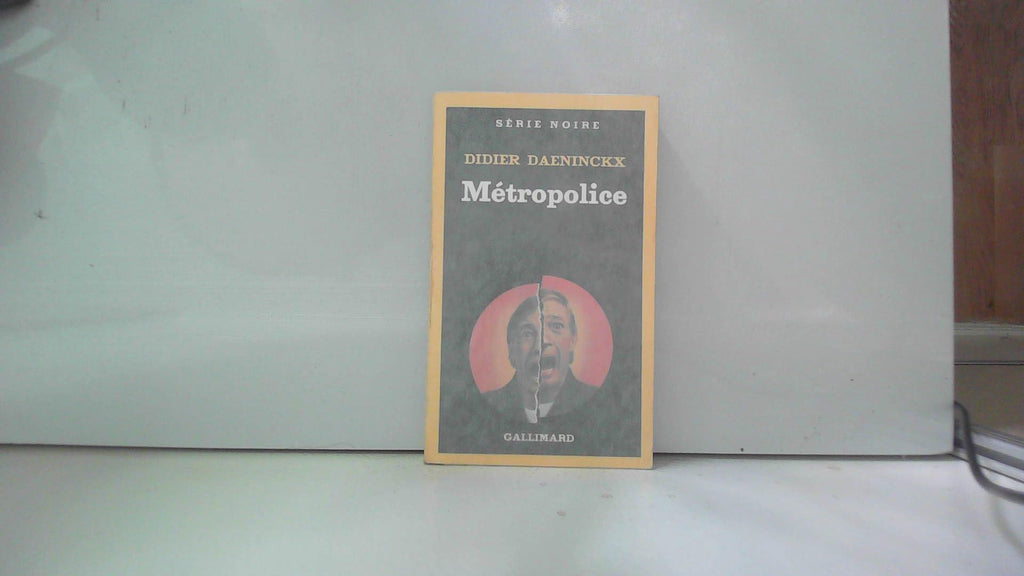 SÉRIE NOIRE
DIDIER DAENINCKX
Métropolice
GALLIMARD